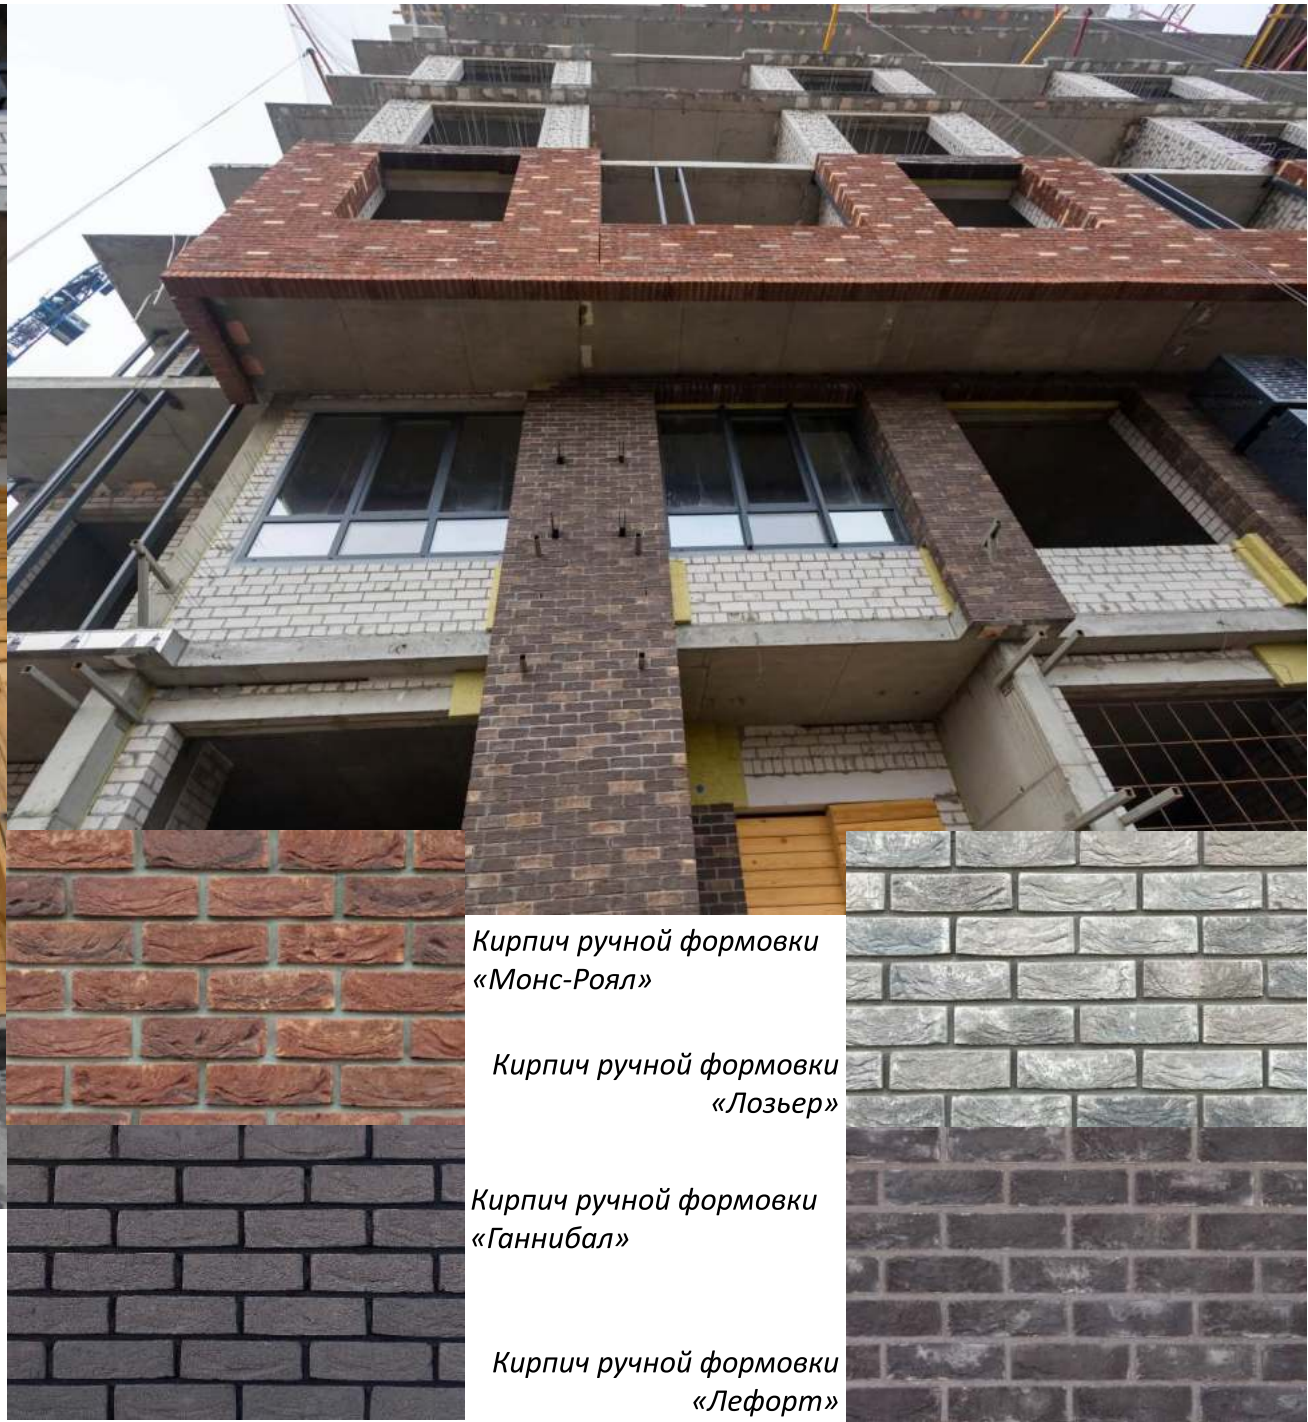 Кирпич ручной формовки
«Монс-Роял»
Кирпич ручной формовки
«Лозьер»
Кирпич ручной формовки
«Ганнибал»
Кирпич ручной формовки
«Лефорт»